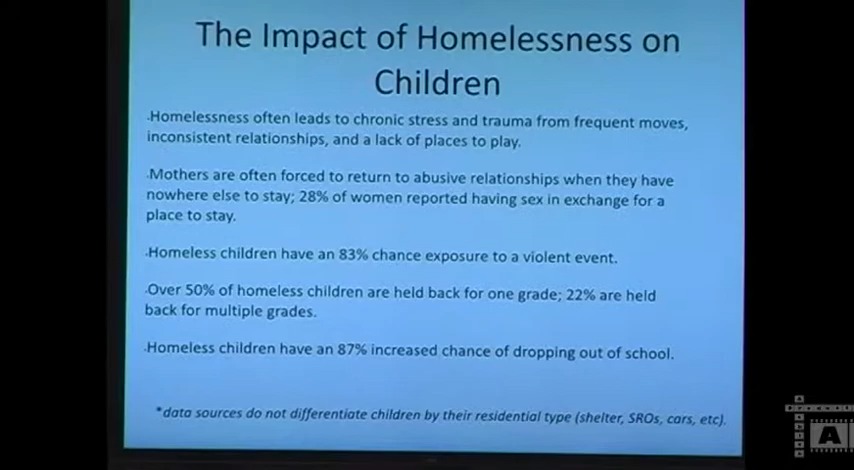 The Impact of Homelessness on
Children
.Homelessness often leads to chronic stress and trauma from frequent moves,
inconsistent relationships, and a lack of places to play.
.Mothers are often forced to return to abusive relationships when they have
nowhere else to stay; 28% of women reported having sex in exchange for a
place to stay.
.Homeless children have an 83% chance exposure to a violent event.
.Over 50% of homeless children are held back for one grade; 22% are held
back for multiple grades.
.Homeless children have an 87% increased chance of dropping out of school.
*data sources do not differentiate children by their residential type (shelter, SROs, cars, etc).
A